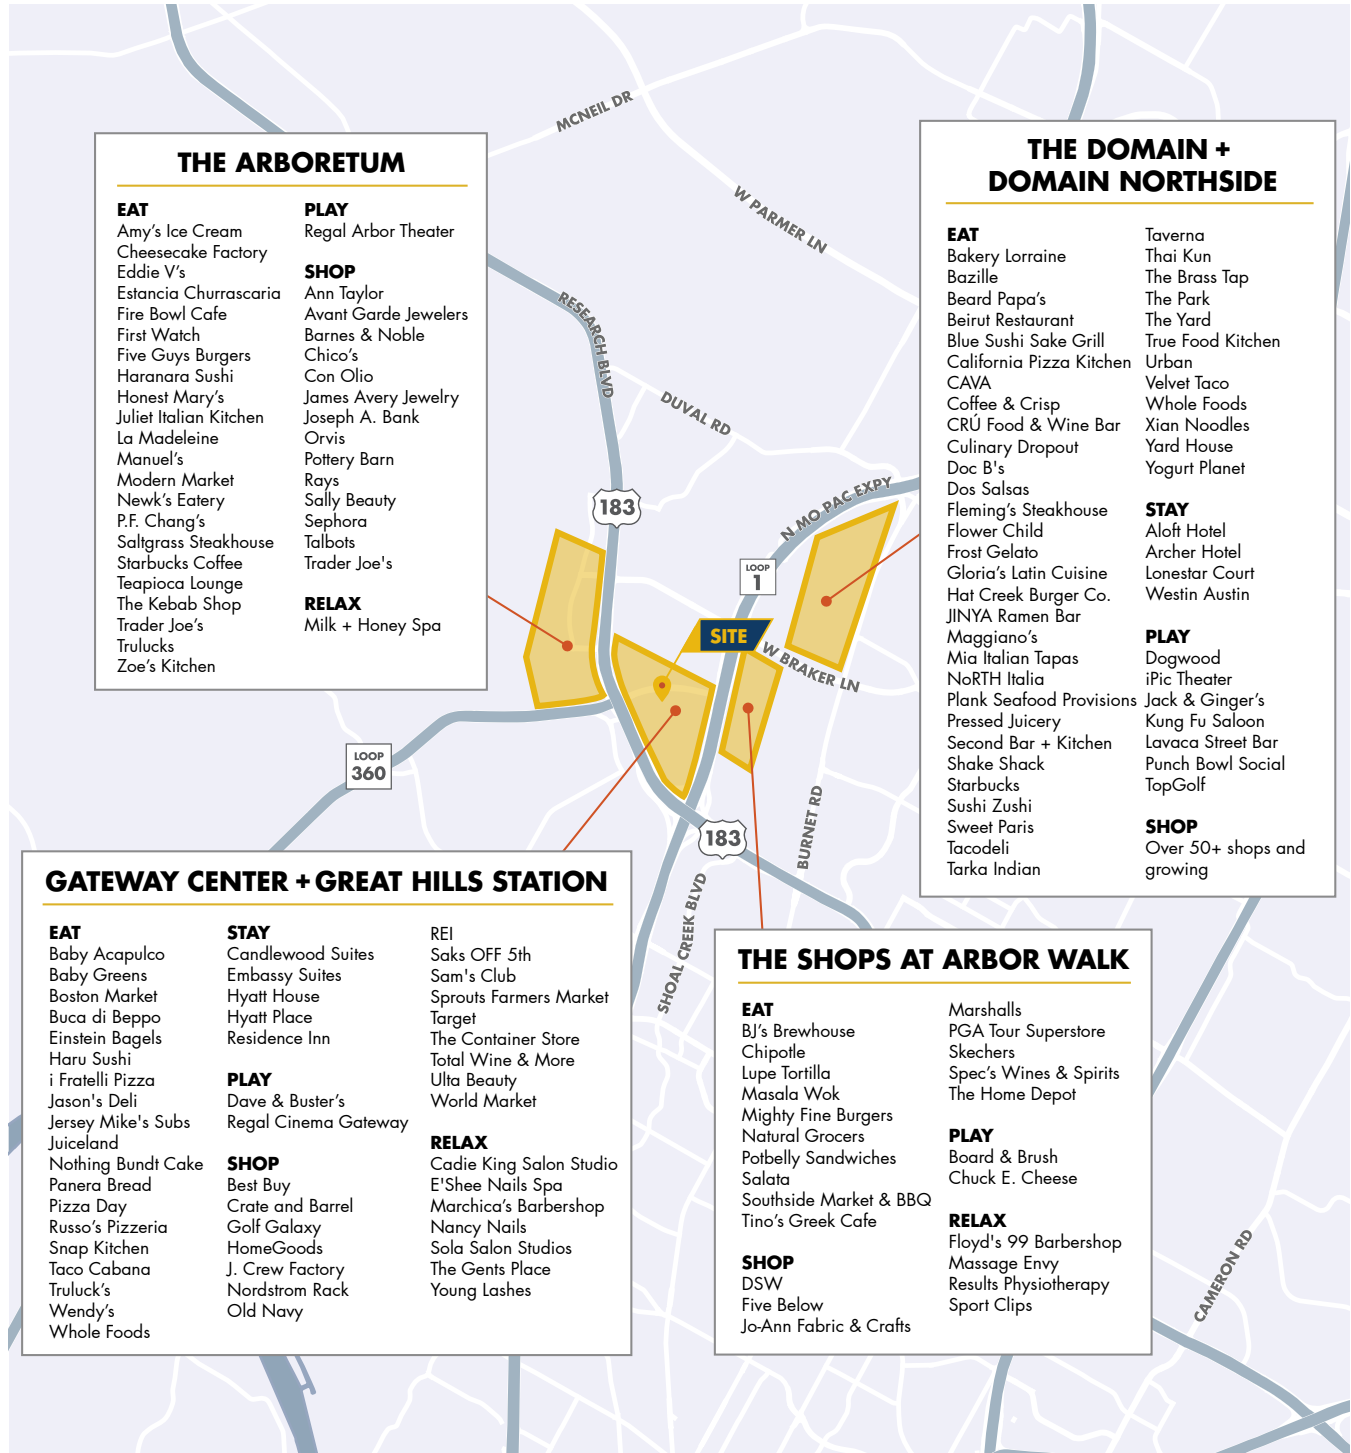 MCNEIL DR
W PARMER LN
RESEARCH BLVD
DUVAL RD
183
N MO PAC EXPY
LOOP
1
SITE
W BRAKER LN
LOOP
360
183
BURNET RD
SHOAL CREEK BLVD
CAMERON RD
THE ARBORETUM
EAT
Amy's Ice Cream
Cheesecake Factory
Eddie V's
Estancia Churrascaria
Fire Bowl Cafe
First Watch
Five Guys Burgers
Haranara Sushi
Honest Mary's
Juliet Italian Kitchen
La Madeleine
Manuel's
Modern Market
Newk's Eatery
P.F. Chang's
Saltgrass Steakhouse
Starbucks Coffee
Teapioca Lounge
The Kebab Shop
Trader Joe's
Trulucks
Zoe's Kitchen
PLAY
Regal Arbor Theater
SHOP
Ann Taylor
Avant Garde Jewelers
Barnes & Noble
Chico's
Con Olio
James Avery Jewelry
Joseph A. Bank
Orvis
Pottery Barn
Rays
Sally Beauty
Sephora
Talbots
Trader Joe's
RELAX
Milk + Honey Spa
THE DOMAIN +
DOMAIN NORTHSIDE
EAT
Bakery Lorraine
Bazille
Beard Papa's
Beirut Restaurant
Blue Sushi Sake Grill
California Pizza Kitchen
CAVA
Coffee & Crisp
CRÚ Food & Wine Bar
Culinary Dropout
Doc B's
Dos Salsas
Fleming's Steakhouse
Flower Child
Frost Gelato
Gloria's Latin Cuisine
Hat Creek Burger Co.
JINYA Ramen Bar
Maggiano's
Mia Italian Tapas
NoRTH Italia
Plank Seafood Provisions
Pressed Juicery
Second Bar + Kitchen
Shake Shack
Starbucks
Sushi Zushi
Sweet Paris
Tacodeli
Tarka Indian
Taverna
Thai Kun
The Brass Tap
The Park
The Yard
True Food Kitchen
Urban
Velvet Taco
Whole Foods
Xian Noodles
Yard House
Yogurt Planet
STAY
Aloft Hotel
Archer Hotel
Lonestar Court
Westin Austin
PLAY
Dogwood
iPic Theater
Jack & Ginger's
Kung Fu Saloon
Lavaca Street Bar
Punch Bowl Social
TopGolf
SHOP
Over 50+ shops and
growing
GATEWAY CENTER + GREAT HILLS STATION
EAT
Baby Acapulco
Baby Greens
Boston Market
Buca di Beppo
Einstein Bagels
Haru Sushi
i Fratelli Pizza
Jason's Deli
Jersey Mike's Subs
Juiceland
Nothing Bundt Cake
Panera Bread
Pizza Day
Russo's Pizzeria
Snap Kitchen
Taco Cabana
Truluck's
Wendy's
Whole Foods
STAY
Candlewood Suites
Embassy Suites
Hyatt House
Hyatt Place
Residence Inn
PLAY
Dave & Buster's
Regal Cinema Gateway
SHOP
Best Buy
Crate and Barrel
Golf Galaxy
HomeGoods
J. Crew Factory
Nordstrom Rack
Old Navy
REI
Saks OFF 5th
Sam's Club
Sprouts Farmers Market
Target
The Container Store
Total Wine & More
Ulta Beauty
World Market
RELAX
Cadie King Salon Studio
E'Shee Nails Spa
Marchica's Barbershop
Nancy Nails
Sola Salon Studios
The Gents Place
Young Lashes
THE SHOPS AT ARBOR WALK
EAT
BJ's Brewhouse
Chipotle
Lupe Tortilla
Masala Wok
Mighty Fine Burgers
Natural Grocers
Potbelly Sandwiches
Salata
Southside Market & BBQ
Tino's Greek Cafe
SHOP
DSW
Five Below
Jo-Ann Fabric & Crafts
Marshalls
PGA Tour Superstore
Skechers
Spec's Wines & Spirits
The Home Depot
PLAY
Board & Brush
Chuck E. Cheese
RELAX
Floyd's 99 Barbershop
Massage Envy
Results Physiotherapy
Sport Clips